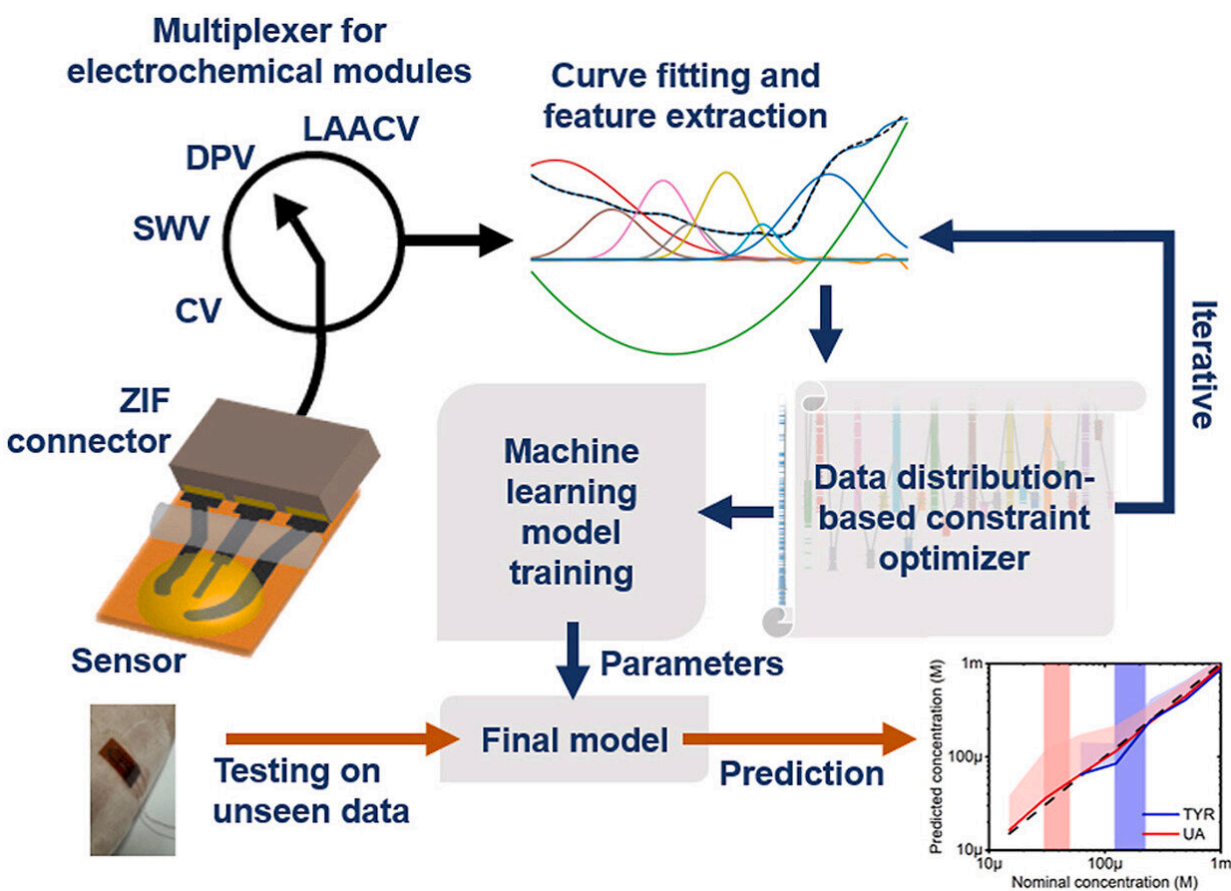 Multiplexer for
electrochemical modules
LAACV
DPV
SWV
CV
Curve fitting and
feature extraction
Iterative
ZIF
connector
Sensor
Machine
learning
model
training
Data distribution-
based constraint
optimizer
Parameters
Testing on
unseen data
Final model
Prediction
Predicted concentration (M)
1m
100µ
10µ
TYR
UA
10µ
100µ
1m
Nominal concentration (M)